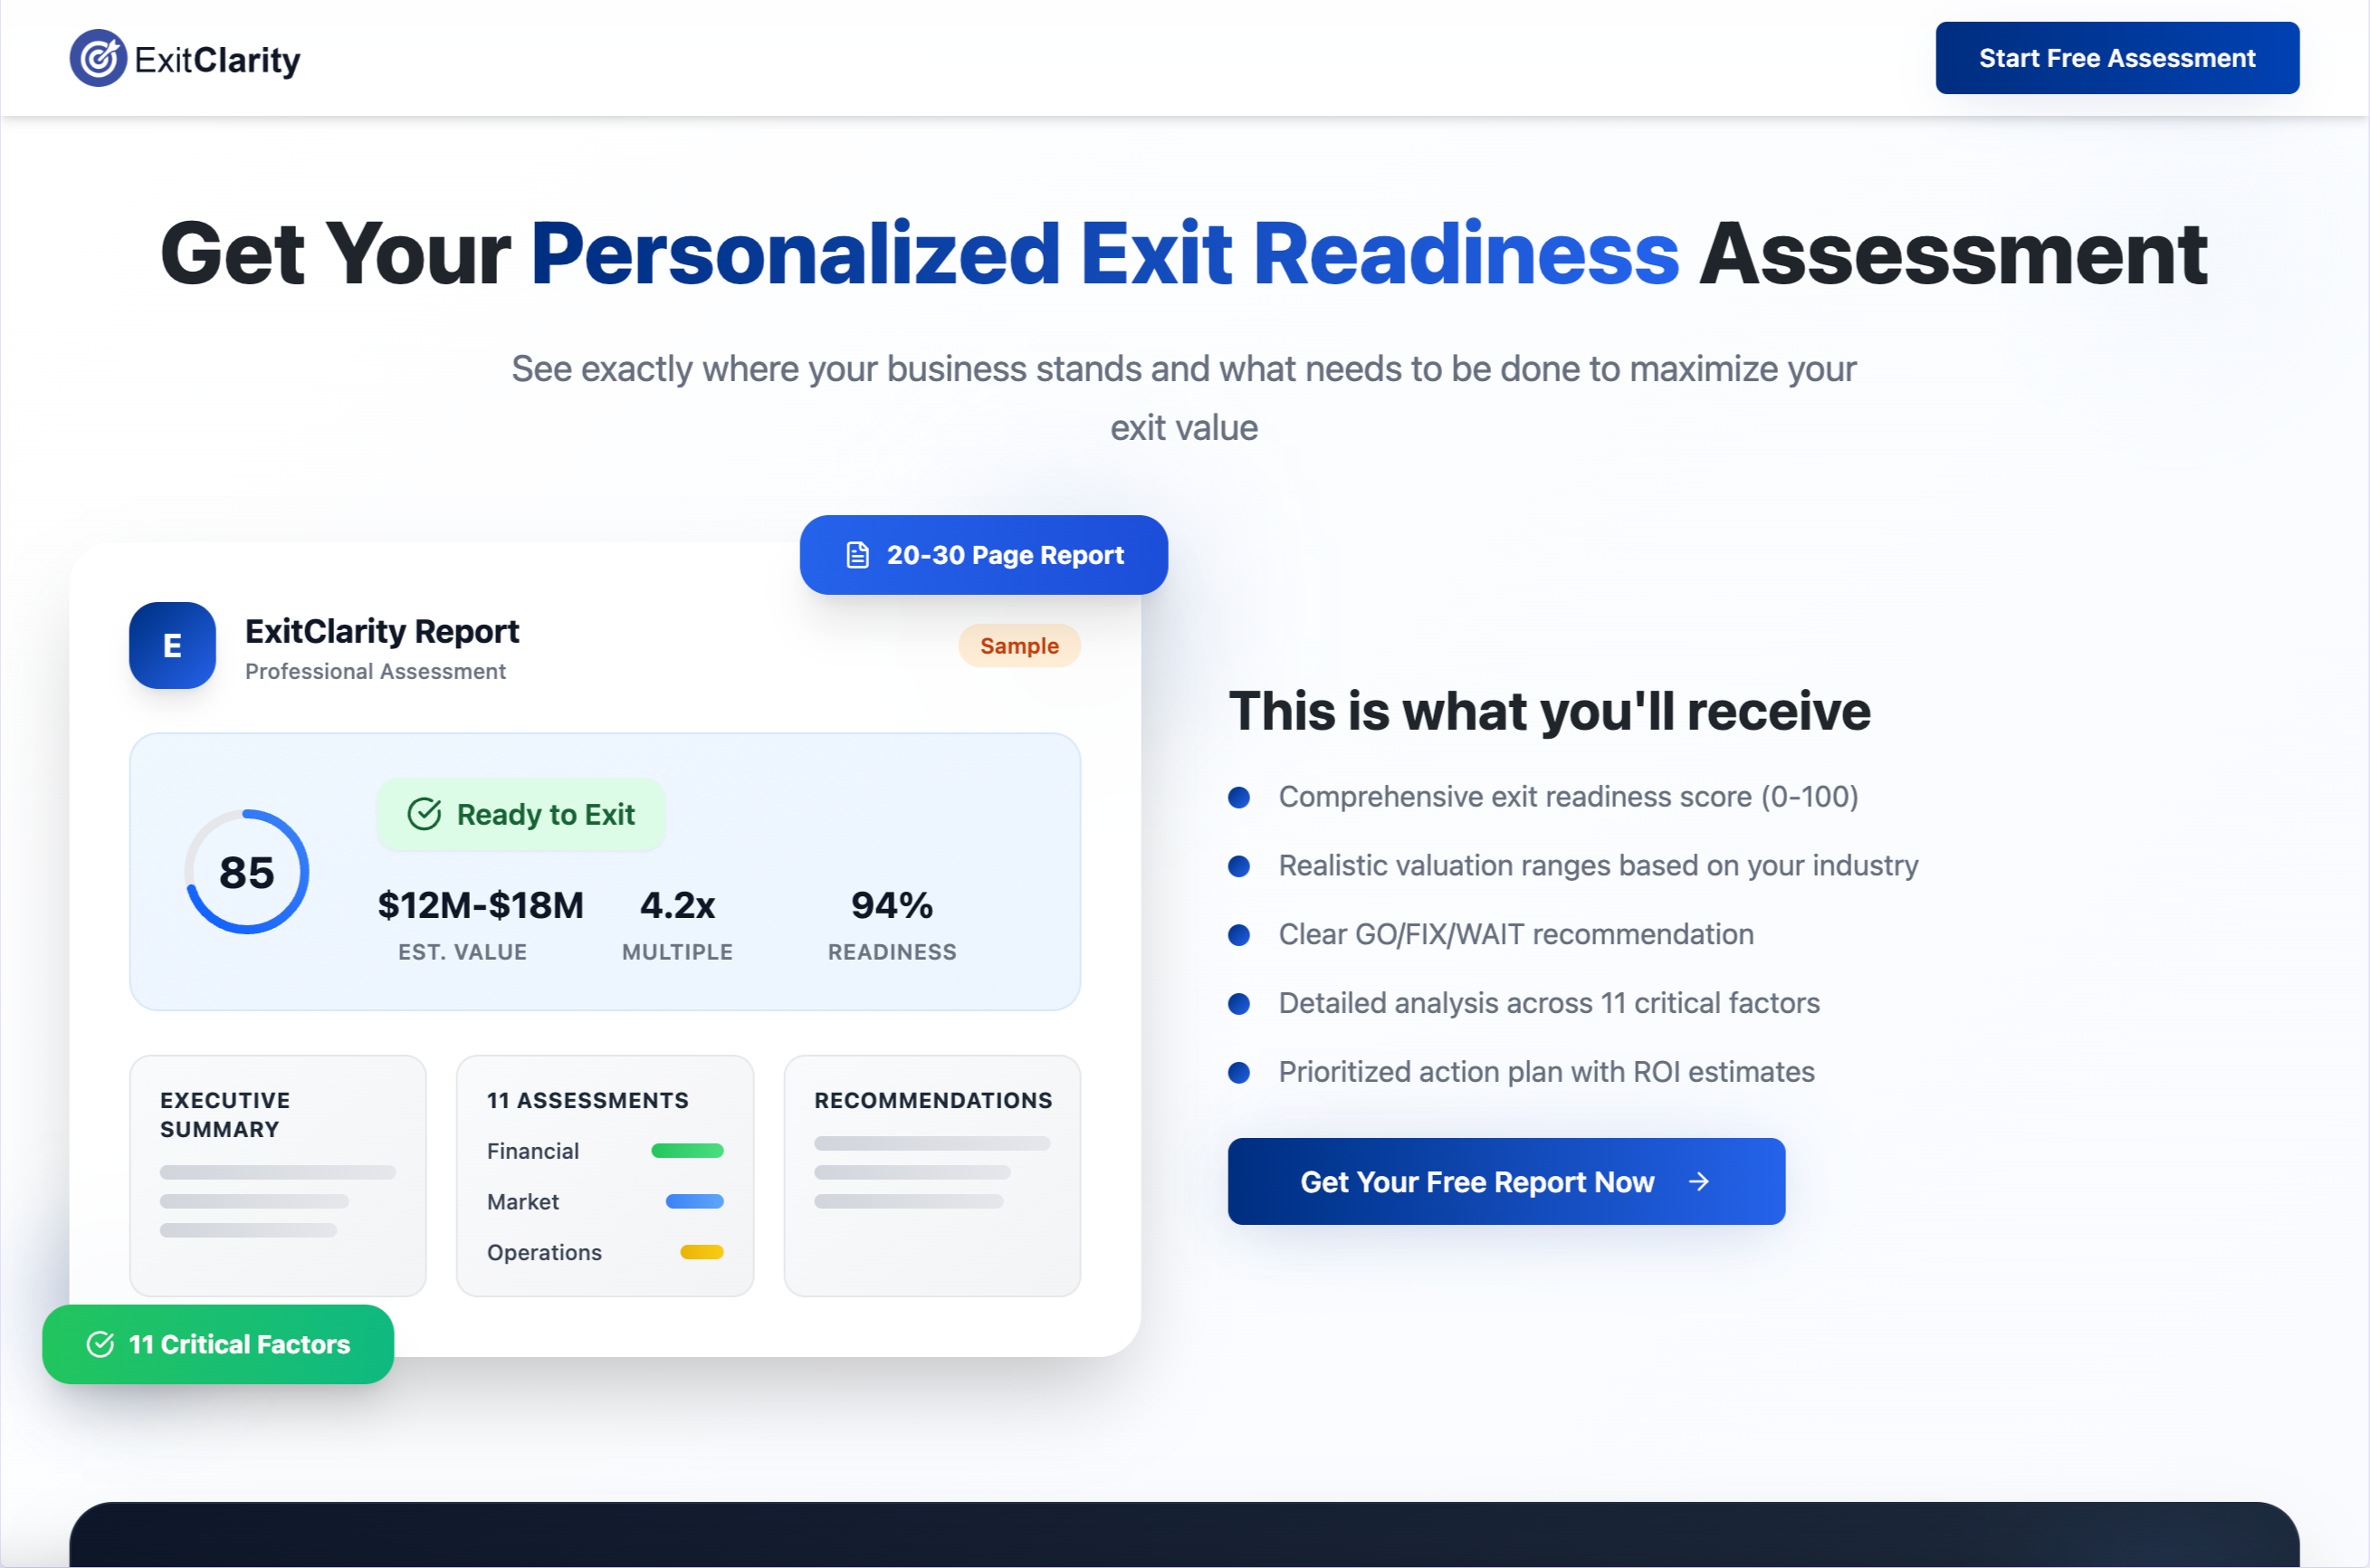 ExitClarity
Start Free Assessment
Get Your Personalized Exit Readiness Assessment
See exactly where your business stands and what needs to be done to maximize your
exit value
20-30 Page Report
E
ExitClarity Report
Professional Assessment
Sample
85
Ready to Exit
$12M-$18M
EST. VALUE
4.2x
MULTIPLE
94%
READINESS
EXECUTIVE
SUMMARY
11 ASSESSMENTS
Financial
Market
Operations
RECOMMENDATIONS
11 Critical Factors
This is what you'll receive
Comprehensive exit readiness score (0-100)
Realistic valuation ranges based on your industry
Clear GO/FIX/WAIT recommendation
Detailed analysis across 11 critical factors
Prioritized action plan with ROI estimates
Get Your Free Report Now